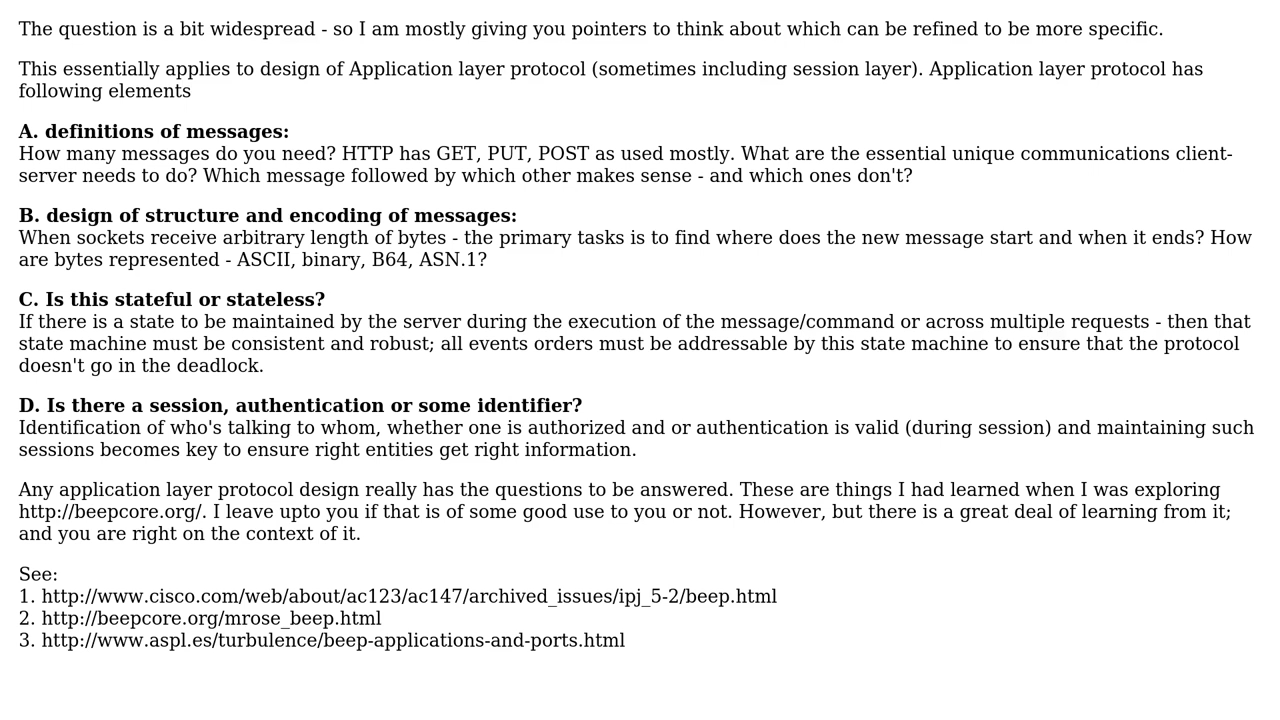 The question is a bit widespread - so I am mostly giving you pointers to think about which can be refined to be more specific.
This essentially applies to design of Application layer protocol (sometimes including session layer). Application layer protocol has
following elements
A. definitions of messages:
How many messages do you need? HTTP has GET, PUT, POST as used mostly. What are the essential unique communications client-
server needs to do? Which message followed by which other makes sense - and which ones don't?
B. design of structure and encoding of messages:
When sockets receive arbitrary length of bytes - the primary tasks is to find where does the new message start and when it ends? How
are bytes represented - ASCII, binary, B64, ASN.1?
C. Is this stateful or stateless?
If there is a state to be maintained by the server during the execution of the message/command or across multiple requests - then that
state machine must be consistent and robust; all events orders must be addressable by this state machine to ensure that the protocol
doesn't go in the deadlock.
D. Is there a session, authentication or some identifier?
Identification of who's talking to whom, whether one is authorized and or authentication is valid (during session) and maintaining such
sessions becomes key to ensure right entities get right information.
Any application layer protocol design really has the questions to be answered. These are things I had learned when I was exploring
http://beepcore.org/. I leave upto you if that is of some good use to you or not. However, but there is a great deal of learning from it;
and you are right on the context of it.
See:
1. http://www.cisco.com/web/about/ac123/ac147/archived_issues/ipj_5-2/beep.html
2. http://beepcore.org/mrose_beep.html
3. http://www.aspl.es/turbulence/beep-applications-and-ports.html